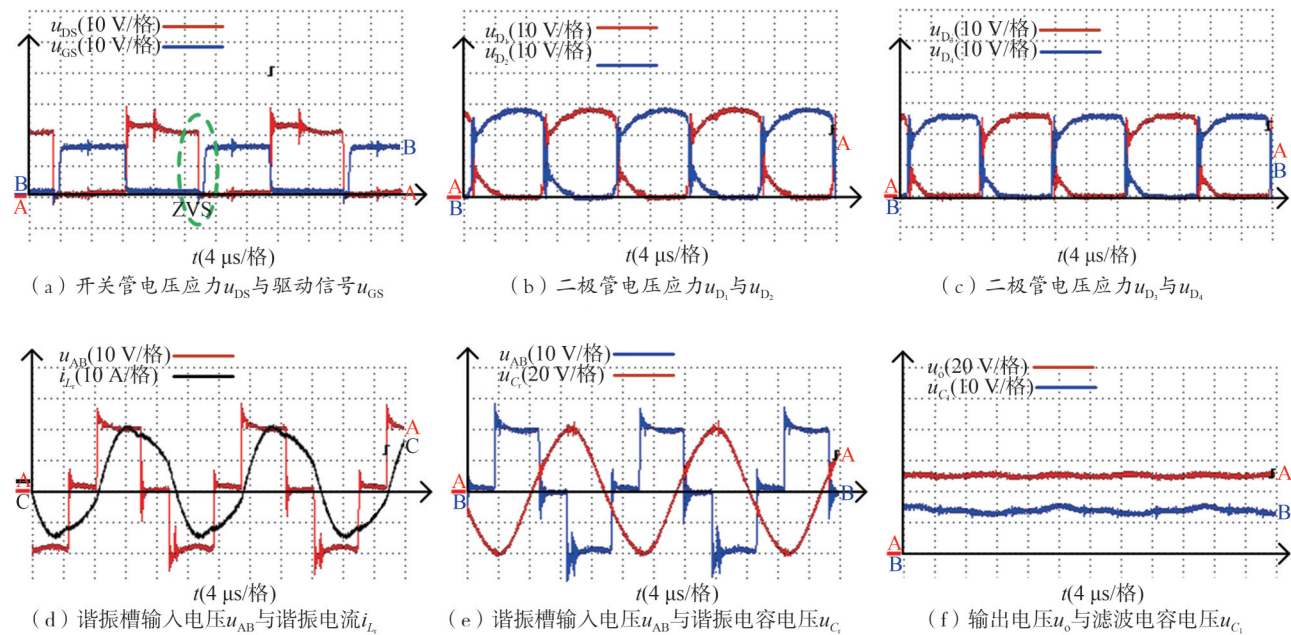 u_DS(10 V/格)
u_GS(10 V/格)
B
A
B
A
ZVS
t(4 μs/格)
(a)开关管电压应力u_DS与驱动信号u_GS
u_D₁(10 V/格)
u_D₂(10 V/格)
A
A
B
t(4 μs/格)
(b)二极管电压应力u_D₁与u_D₂
u_D₃(10 V/格)
u_D₄(10 V/格)
A
B
A
B
t(4 μs/格)
(c)二极管电压应力u_D₃与u_D₄
u_AB(10 V/格)
i_Lr(10 A/格)
A
C
A
C
t(4 μs/格)
(d)谐振槽输入电压u_AB与谐振电流i_Lr
u_AB(10 V/格)
u_Cr(20 V/格)
A
B
A
B
t(4 μs/格)
(e)谐振槽输入电压u_AB与谐振电容电压u_Cr
u_o(20 V/格)
u_C₁(10 V/格)
A
B
A
B
t(4 μs/格)
(f)输出电压u_o与滤波电容电压u_C₁